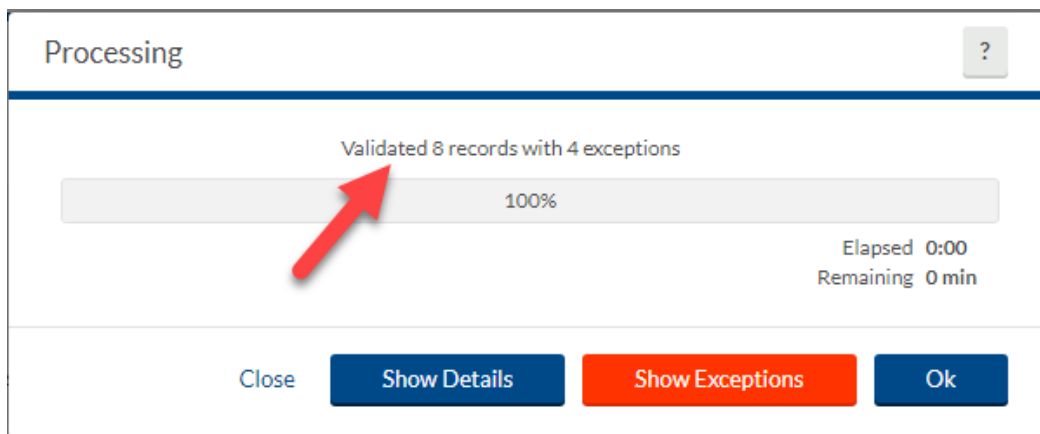 Processing
?
Validated 8 records with 4 exceptions
100%
Elapsed 0:00
Remaining 0 min
Close Show Details Show Exceptions Ok